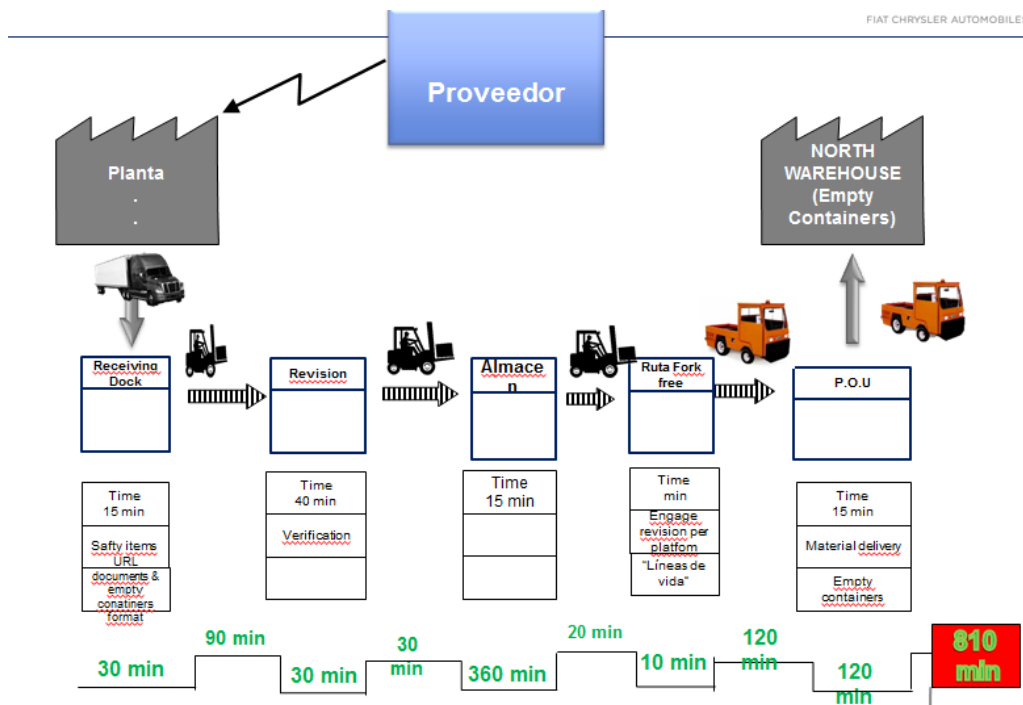 FIAT CHRYSLER AUTOMOBILES
Proveedor
Planta
.
.
NORTH
WAREHOUSE
(Empty
Containers)
Receiving
Dock
Revision
Almace
n
Ruta Fork
free
P.O.U
Time
15 min
Safty items
URL
documents &
empty
conatiners
format
Time
40 min
Verification
Time
15 min
Time
min
Engage
revision per
platfom
"Líneas de
vida"
Time
15 min
Material delivery
Empty
containers
30 min
90 min
30 min
30
min
360 min
20 min
10 min
120
min
120
min
810
min